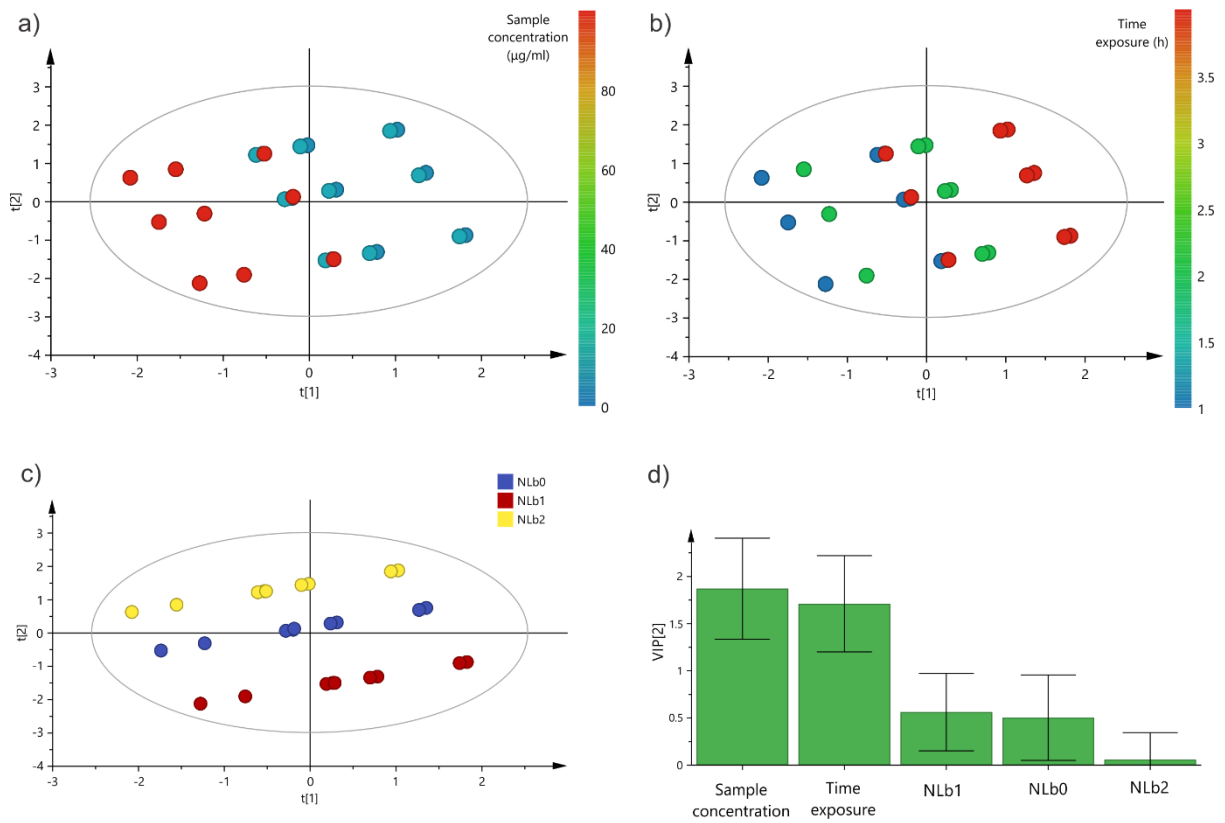 a)
Sample
concentration
(µg/ml)
80
60
40
20
0
3
2
1
0
-1
-2
-3
-4
t[2]
-3 -2 -1 0 1 2
t[1]
b)
Time
exposure (h)
3.5
3
2.5
2
1.5
1
3
2
1
0
-1
-2
-3
-4
t[2]
-3 -2 -1 0 1 2
t[1]
c)
NLb0
NLb1
NLb2
3
2
1
0
-1
-2
-3
-4
t[2]
-3 -2 -1 0 1 2
t[1]
d)
2
1.5
1
0.5
0
VIP[2]
Sample
concentration
Time
exposure
NLb1
NLb0
NLb2